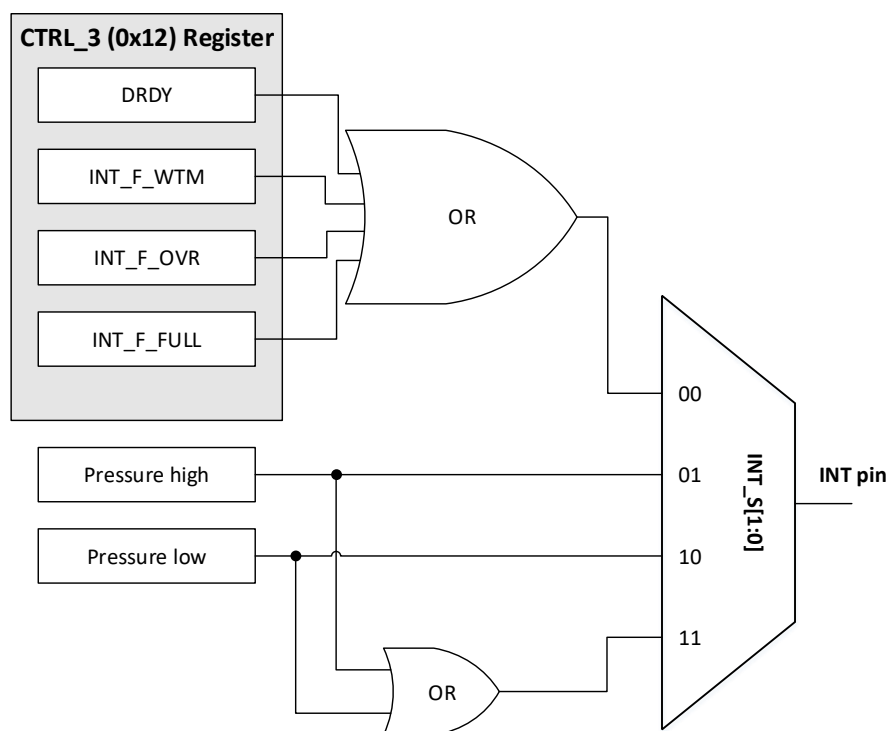 CTRL_3 (0x12) Register
DRDY
INT_F_WTM
INT_F_OVR
INT_F_FULL
OR
00
Pressure high
01
INT_S[1:0]
INT pin
Pressure low
10
11
OR